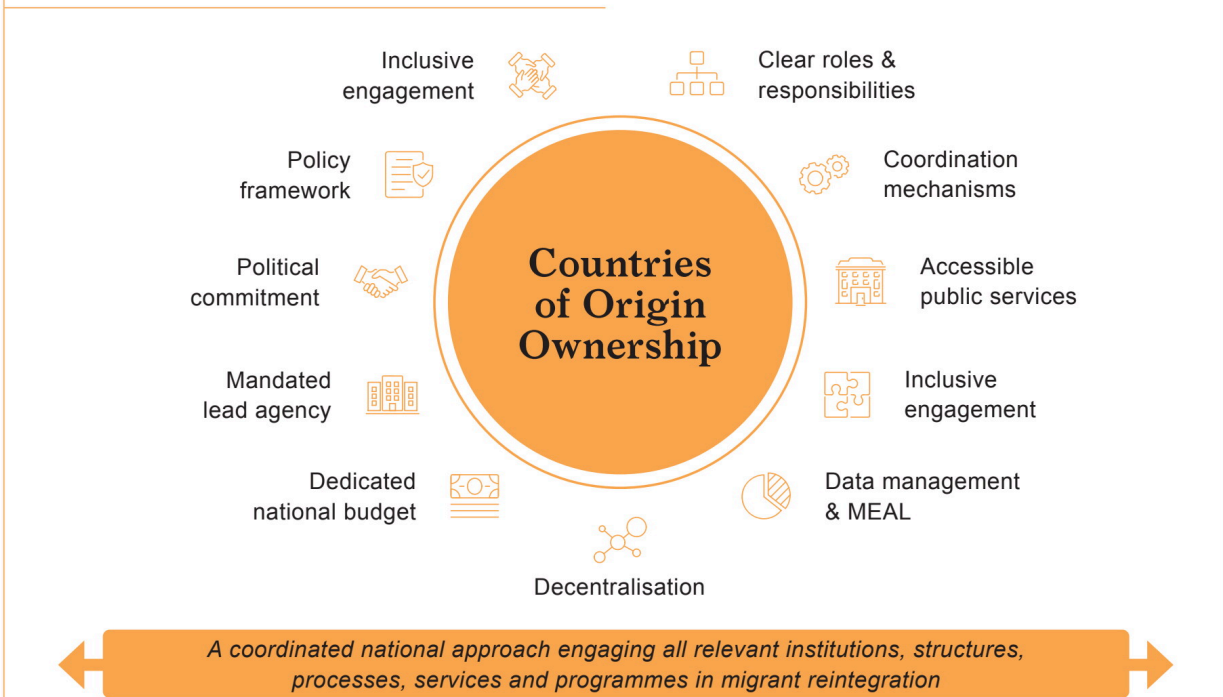 Inclusive
engagement
Clear roles &
responsibilities
Policy
framework
Coordination
mechanisms
Political
commitment
Countries
of Origin
Ownership
Accessible
public services
Mandated
lead agency
Inclusive
engagement
Dedicated
national budget
Data management
& MEAL
Decentralisation
A coordinated national approach engaging all relevant institutions, structures,
processes, services and programmes in migrant reintegration